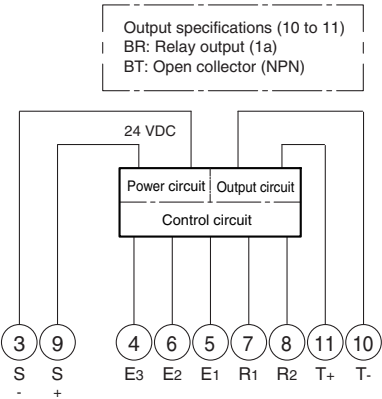 Output specifications (10 to 11)
BR: Relay output (1a)
BT: Open collector (NPN)
24 VDC
Power circuit Output circuit
Control circuit
3 9 4 6 5 7 8 11 10
S S E3 E2 E1 R1 R2 T+ T-
- +